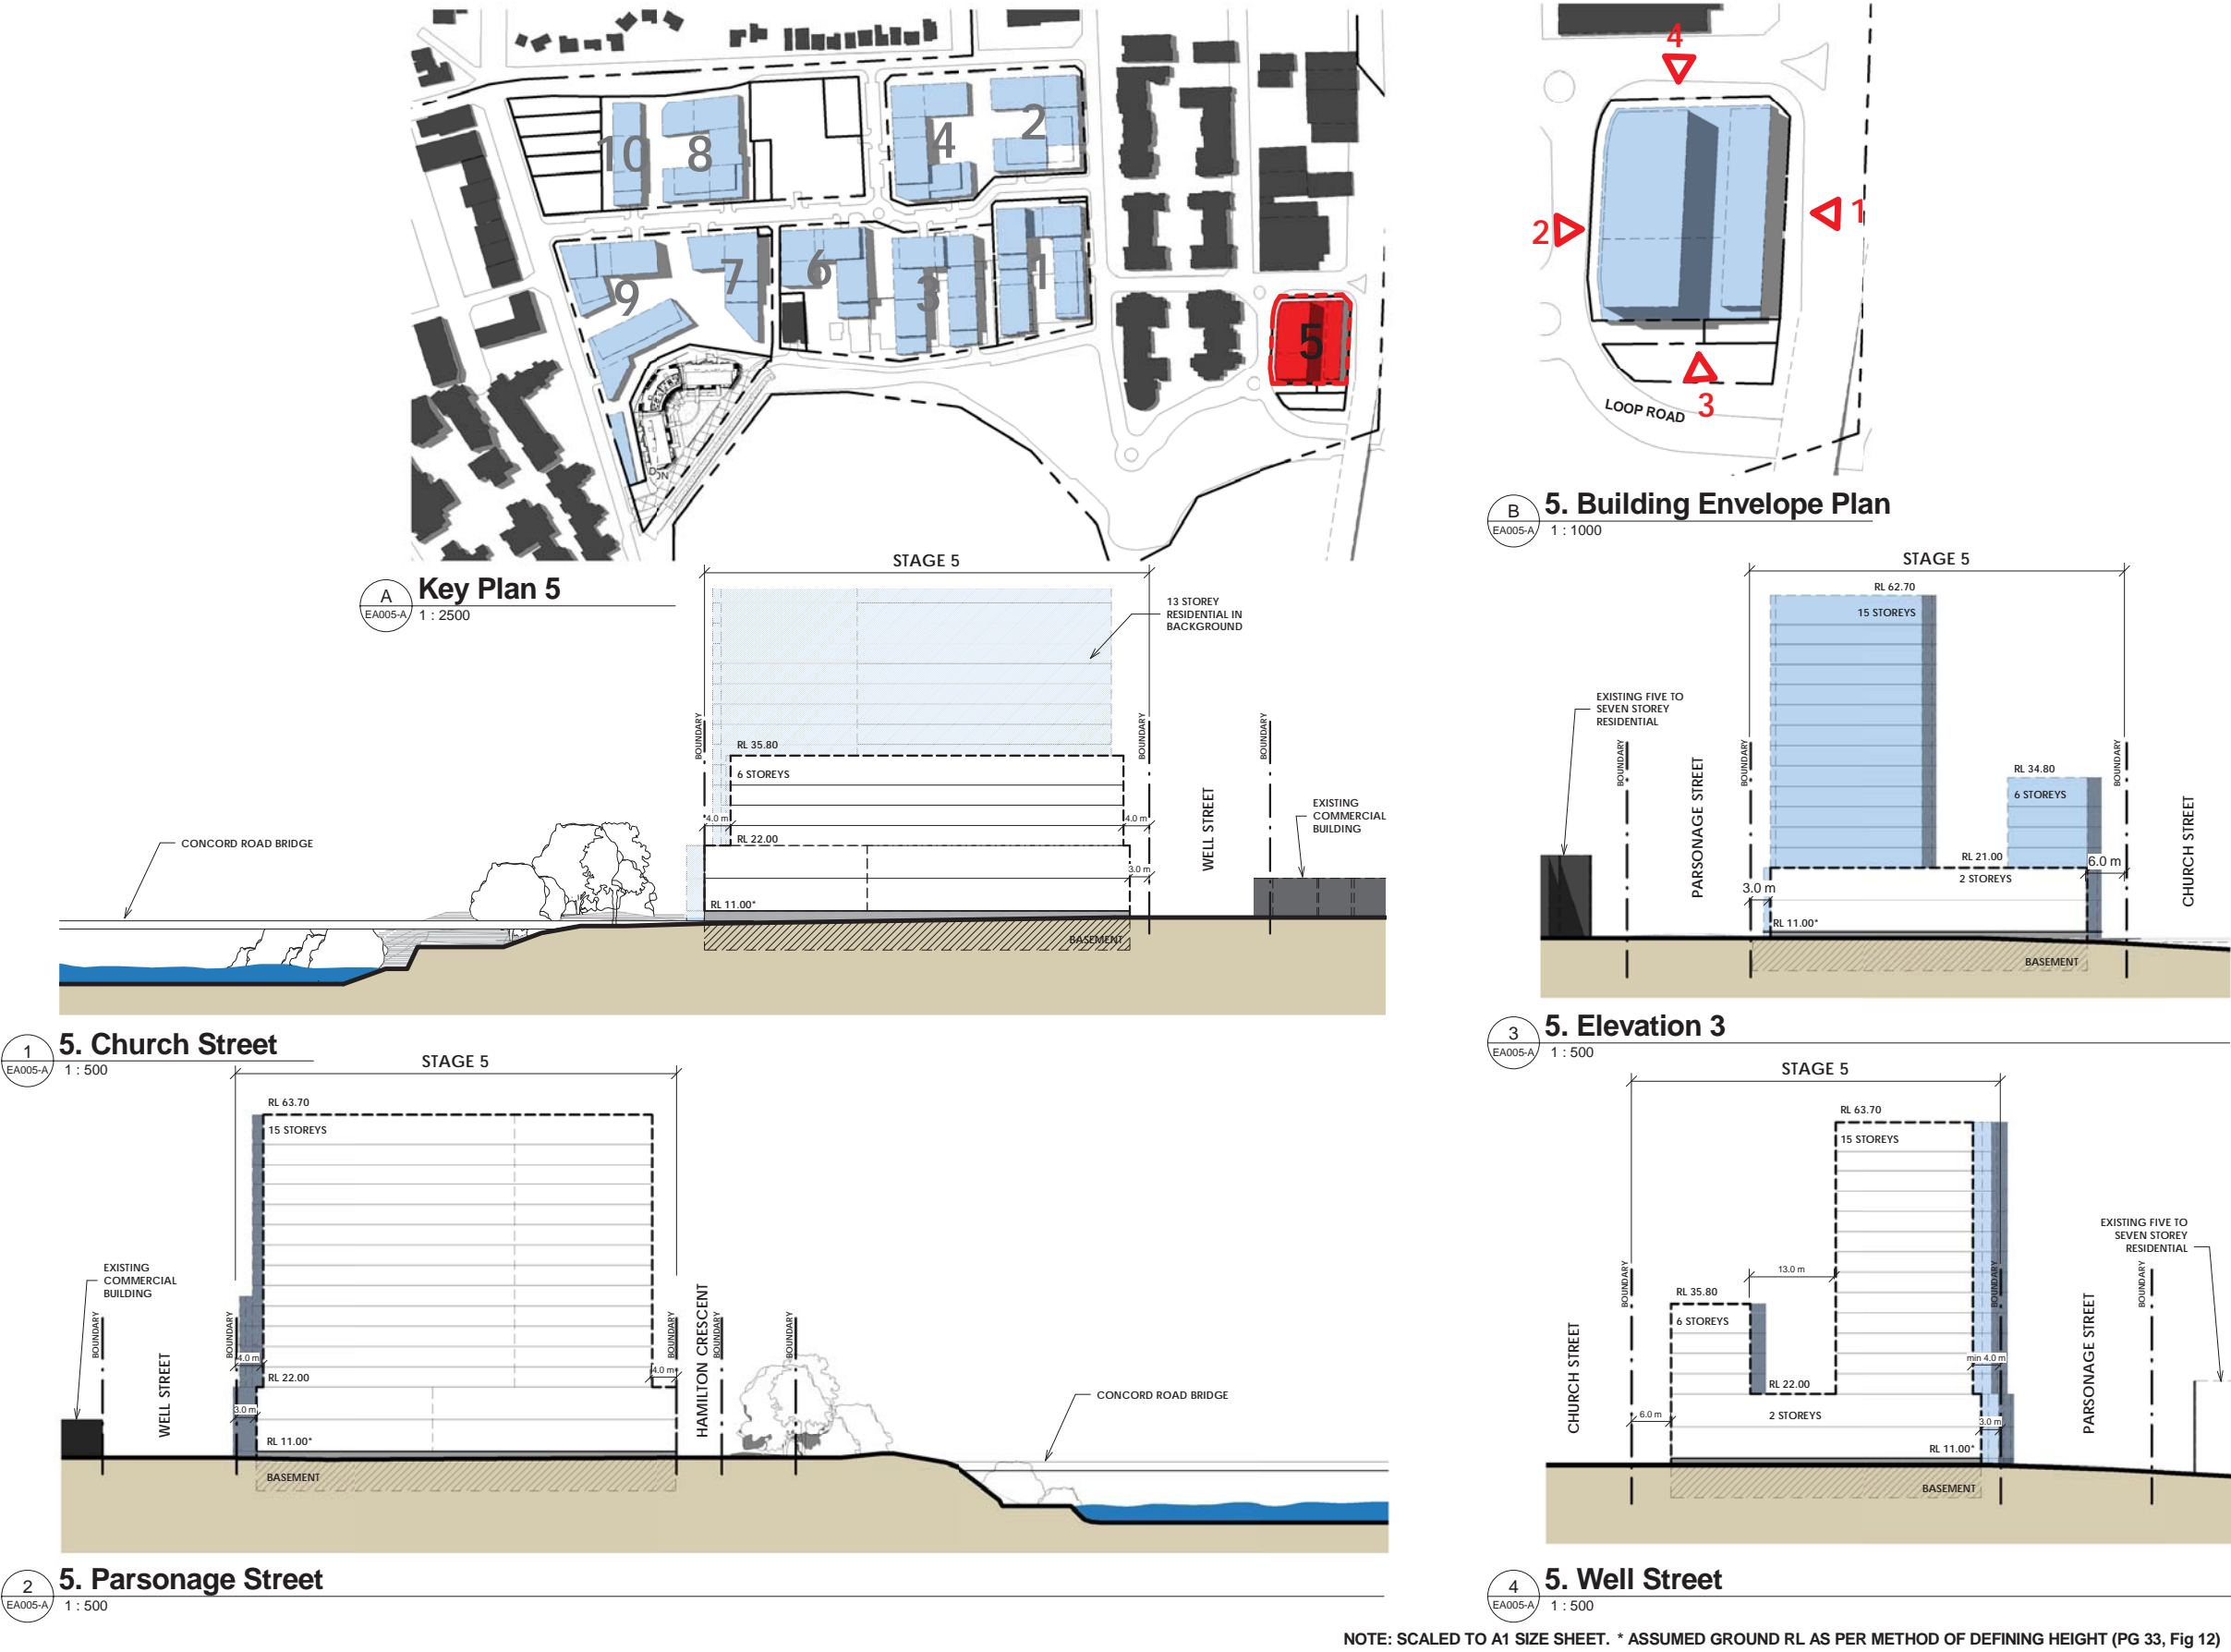 10
8
4
2
9
7
6
3
1
5
DN
A
EA005-A
Key Plan 5
1 : 2500
4
2
1
3
LOOP ROAD
B
EA005-A
5. Building Envelope Plan
1 : 1000
STAGE 5
13 STOREY
RESIDENTIAL IN
BACKGROUND
BOUNDARY
RL 35.80
BOUNDARY
BOUNDARY
6 STOREYS
4.0 m
4.0 m
RL 22.00
3.0 m
WELL STREET
EXISTING
COMMERCIAL
BUILDING
CONCORD ROAD BRIDGE
RL 11.00*
BASEMENT
1
EA005-A
5. Church Street
1 : 500
STAGE 5
RL 62.70
15 STOREYS
EXISTING FIVE TO
SEVEN STOREY
RESIDENTIAL
BOUNDARY
PARSONAGE STREET
BOUNDARY
RL 34.80
6 STOREYS
BOUNDARY
CHURCH STREET
RL 21.00
6.0 m
2 STOREYS
3.0 m
RL 11.00*
BASEMENT
3
EA005-A
5. Elevation 3
1 : 500
STAGE 5
RL 63.70
15 STOREYS
EXISTING
COMMERCIAL
BUILDING
BOUNDARY
WELL STREET
BOUNDARY
4.0 m
RL 22.00
3.0 m
RL 11.00*
BASEMENT
4.0 m
BOUNDARY
HAMILTON CRESCENT
BOUNDARY
BOUNDARY
CONCORD ROAD BRIDGE
2
EA005-A
5. Parsonage Street
1 : 500
STAGE 5
RL 63.70
15 STOREYS
EXISTING FIVE TO
SEVEN STOREY
RESIDENTIAL
CHURCH STREET
BOUNDARY
13.0 m
RL 35.80
6 STOREYS
BOUNDARY
PARSONAGE STREET
BOUNDARY
min 4.0 m
RL 22.00
6.0 m
2 STOREYS
3.0 m
RL 11.00*
BASEMENT
4
EA005-A
5. Well Street
1 : 500
NOTE: SCALED TO A1 SIZE SHEET. * ASSUMED GROUND RL AS PER METHOD OF DEFINING HEIGHT (PG 33, Fig 12)